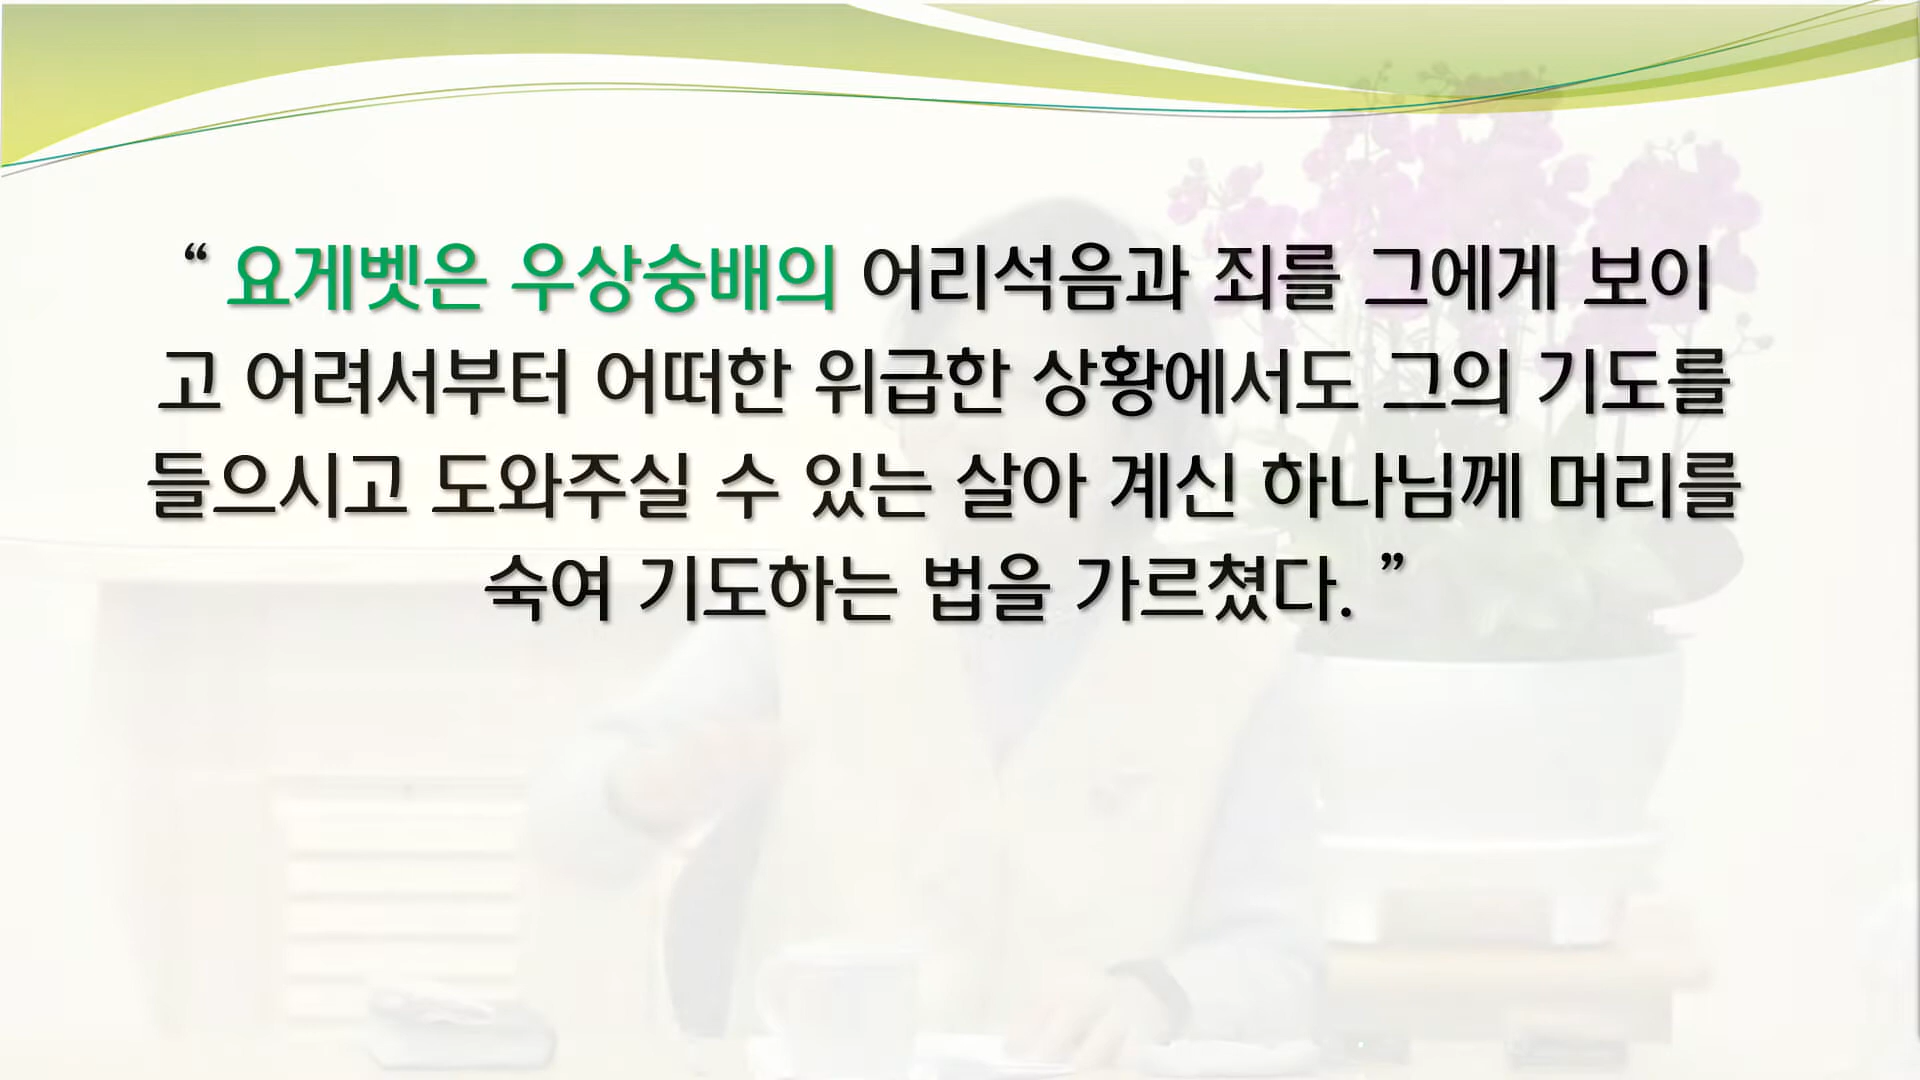 “ 요게벳은 우상숭배의 어리석음과 죄를 그에게 보이
고 어려서부터 어떠한 위급한 상황에서도 그의 기도를
들으시고 도와주실 수 있는 살아 계신 하나님께 머리를
숙여 기도하는 법을 가르쳤다. ”